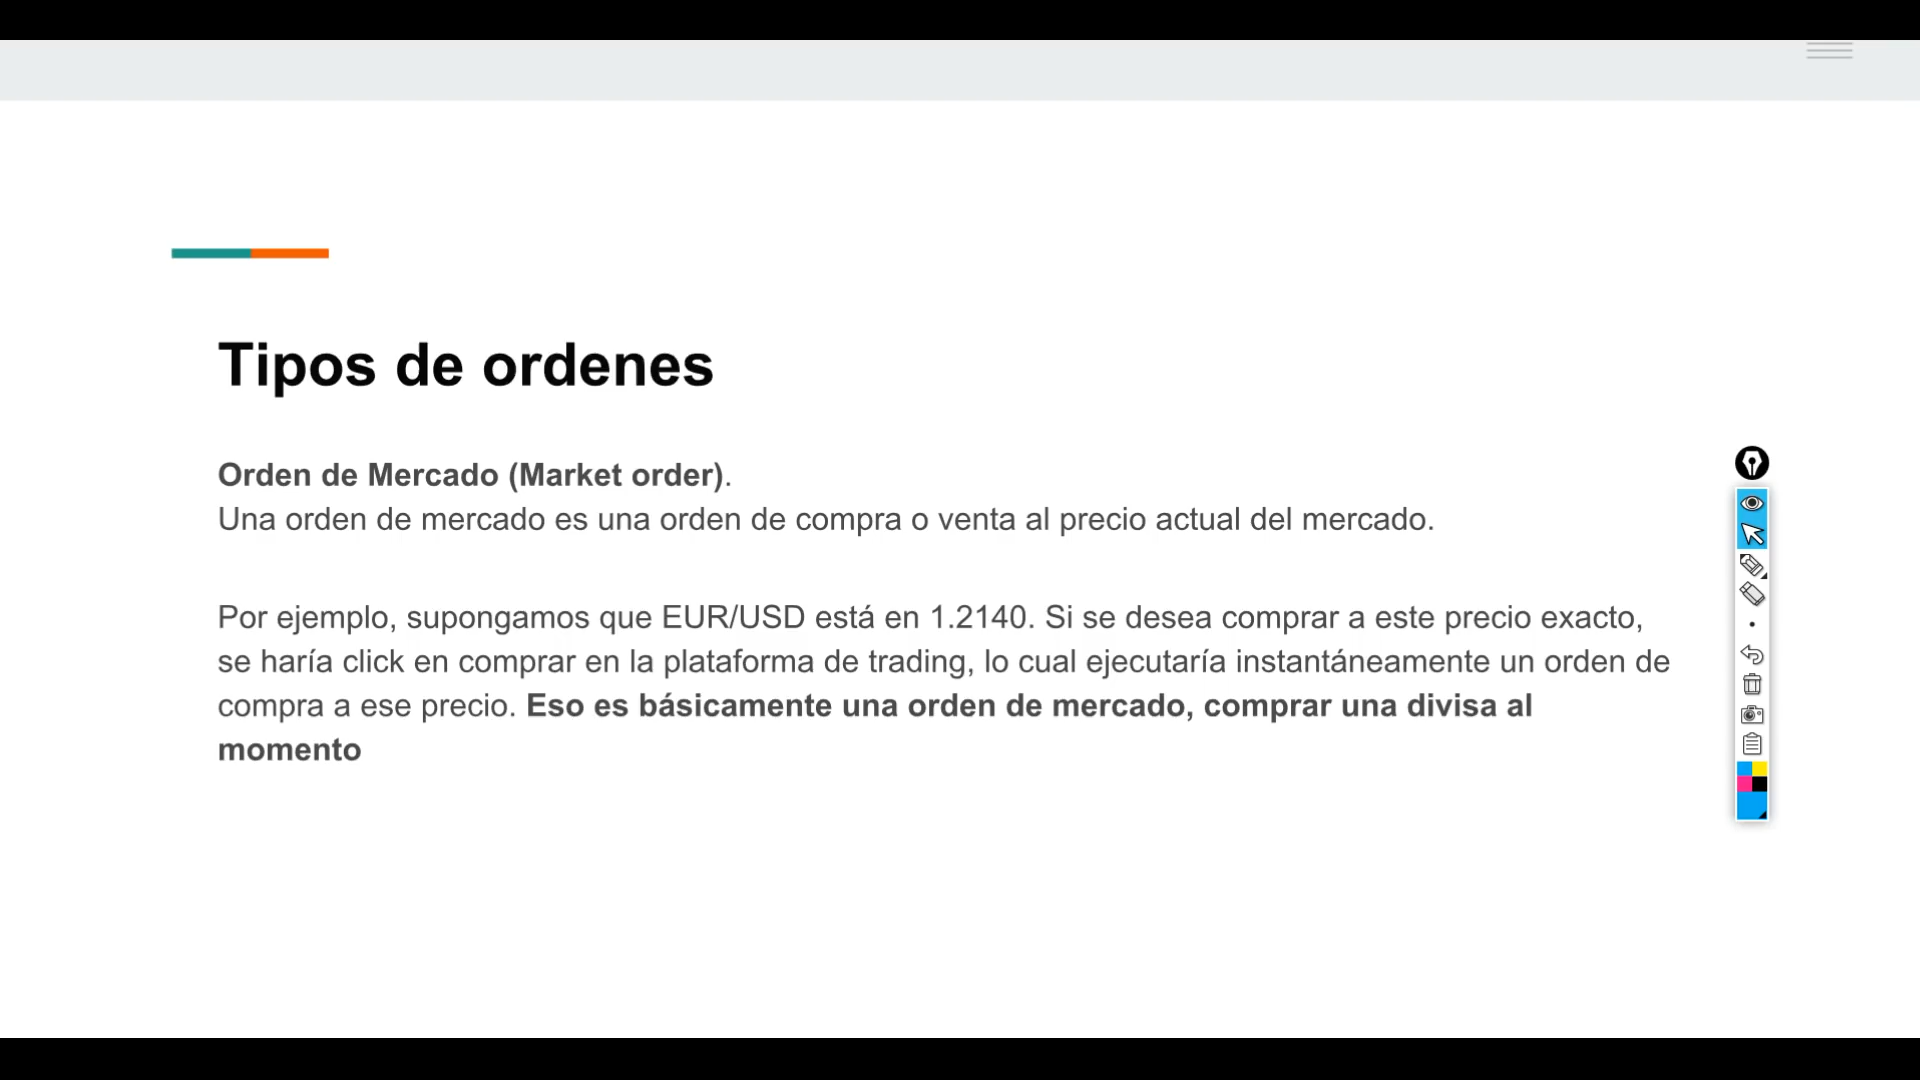 Tipos de ordenes
Orden de Mercado (Market order).
Una orden de mercado es una orden de compra o venta al precio actual del mercado.
Por ejemplo, supongamos que EUR/USD está en 1.2140. Si se desea comprar a este precio exacto,
se haría click en comprar en la plataforma de trading, lo cual ejecutaría instantáneamente un orden de
compra a ese precio. Eso es básicamente una orden de mercado, comprar una divisa al
momento